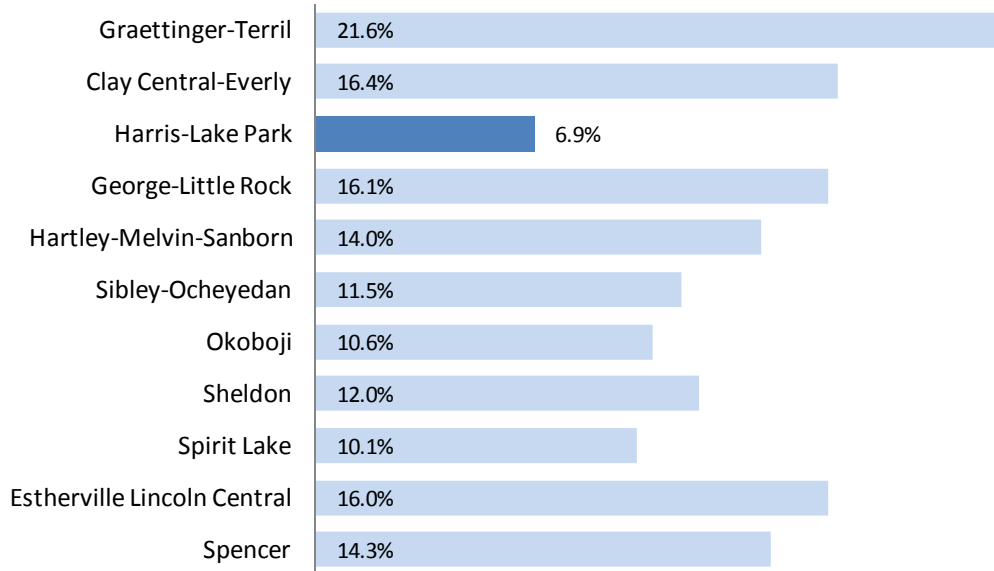 Graettinger-Terril 21.6%
Clay Central-Everly 16.4%
Harris-Lake Park 6.9%
George-Little Rock 16.1%
Hartley-Melvin-Sanborn 14.0%
Sibley-Ocheyedan 11.5%
Okoboji 10.6%
Sheldon 12.0%
Spirit Lake 10.1%
Estherville Lincoln Central 16.0%
Spencer 14.3%